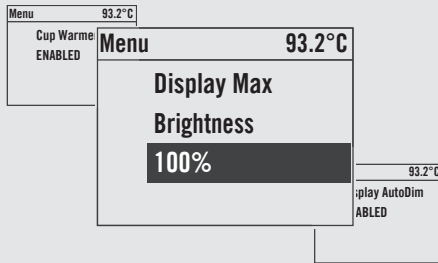 Menu 93.2°C
Cup Warme
ENABLED
Menu 93.2°C
Display Max
Brightness
100%
93.2°C
splay AutoDim
ABLED